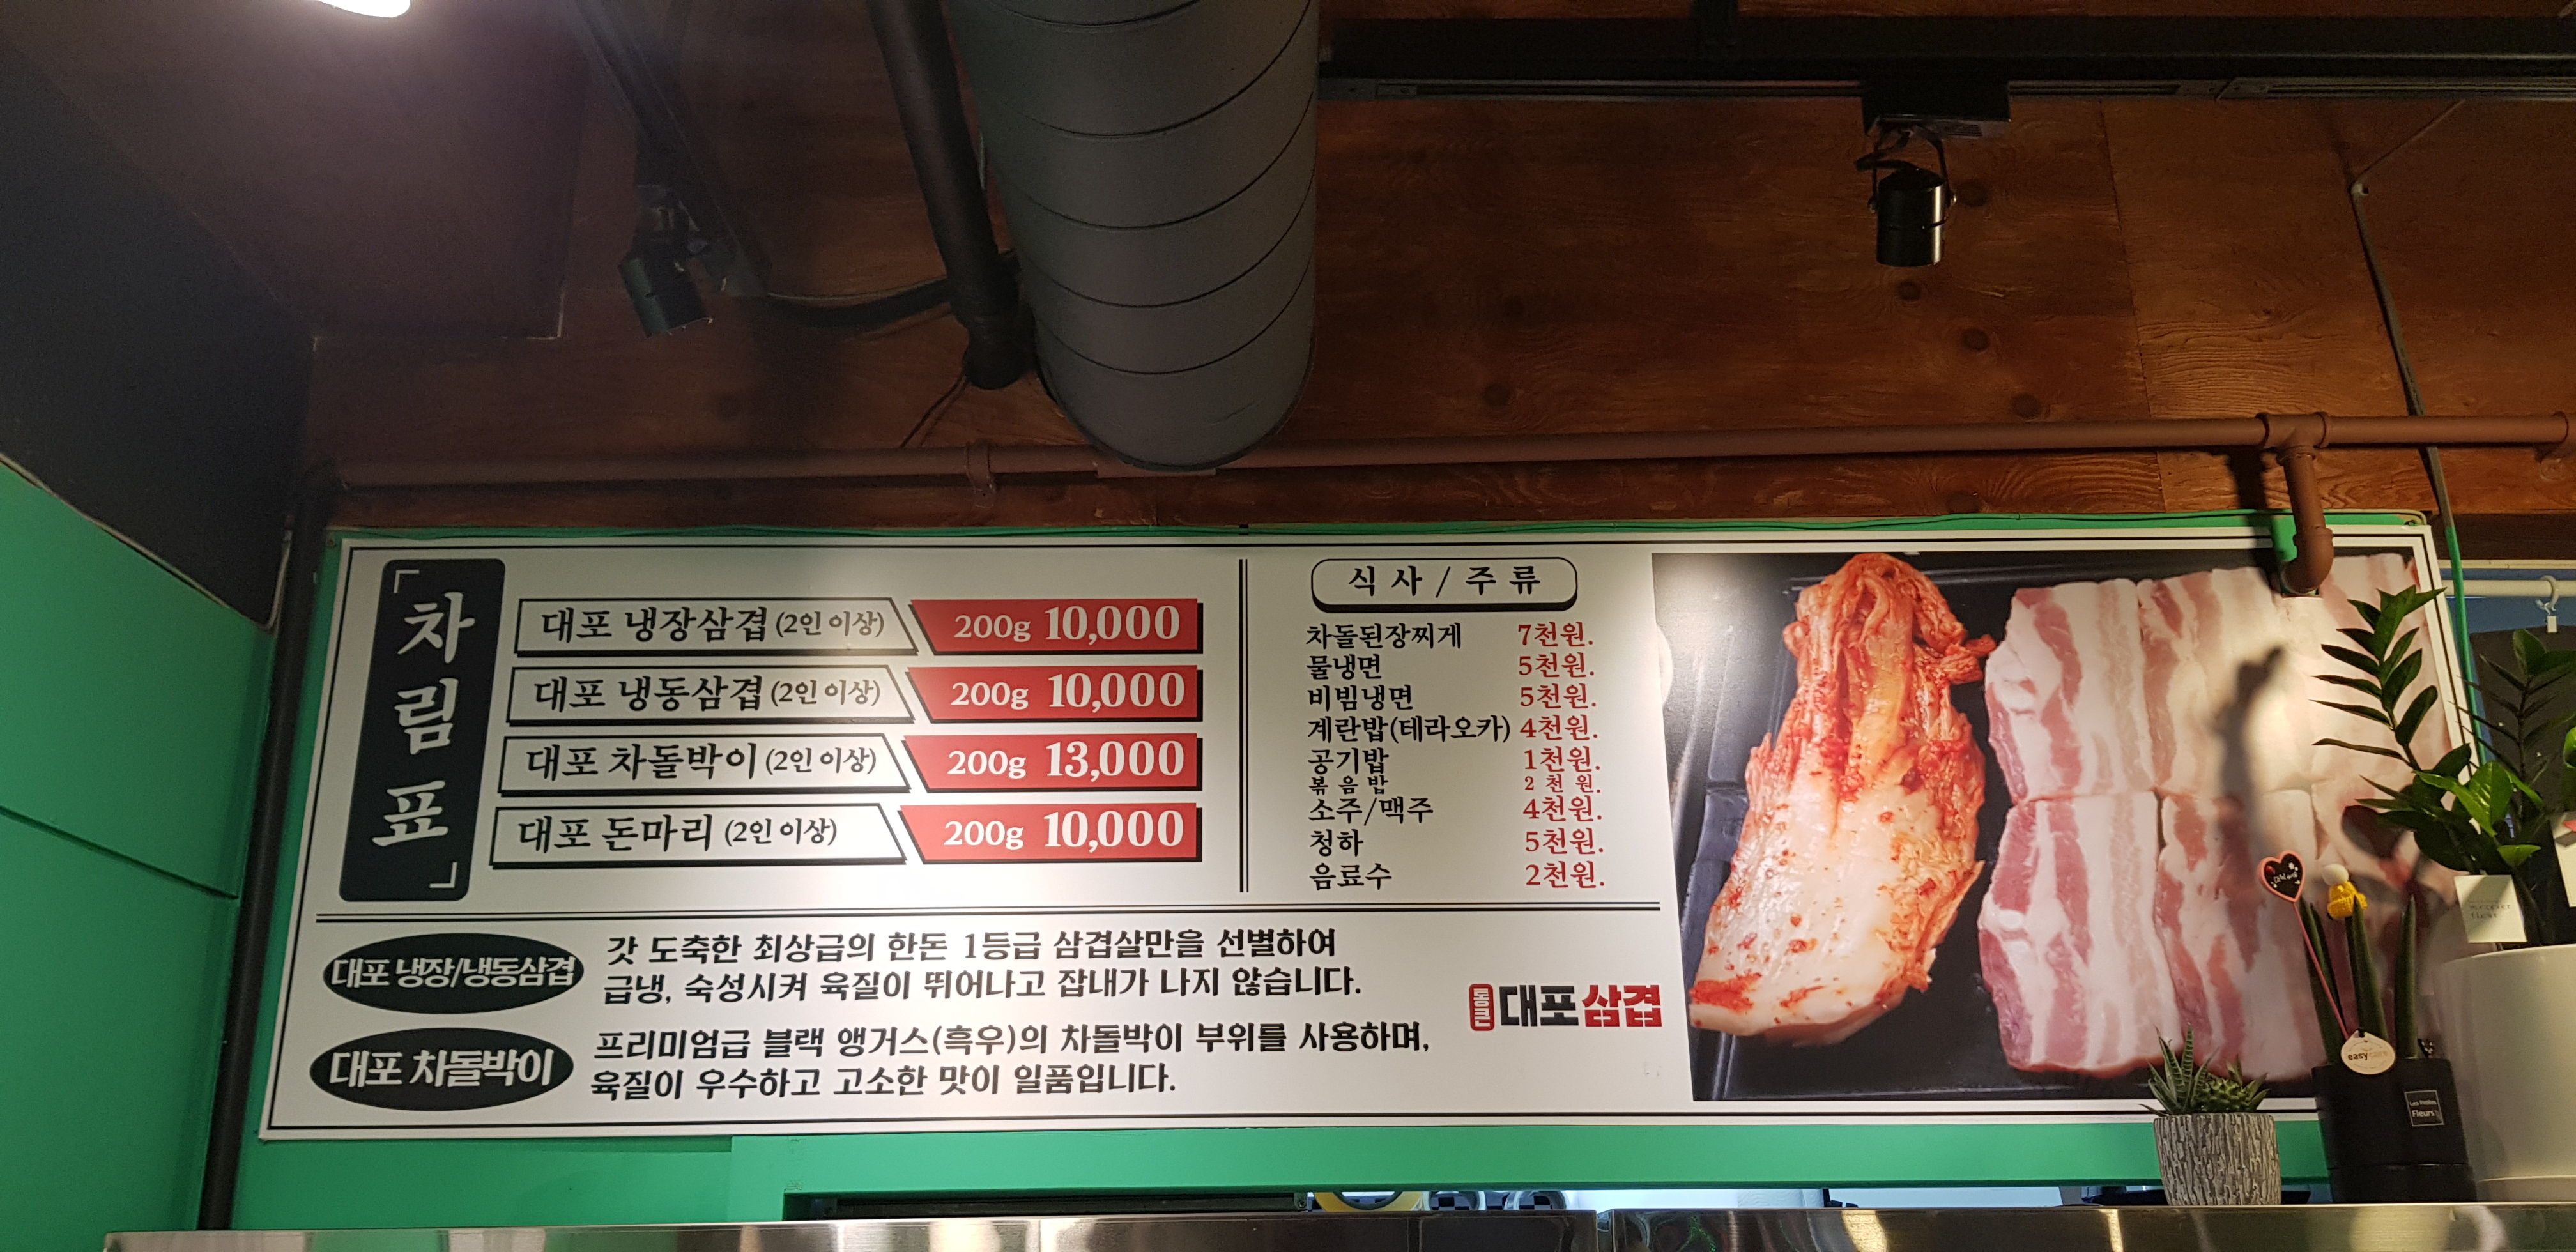 「차림표」
대포 냉장삼겹 (2인 이상) 200g 10,000
대포 냉동삼겹 (2인 이상) 200g 10,000
대포 차돌박이 (2인 이상) 200g 13,000
대포 돈마리 (2인 이상) 200g 10,000
식사/주류
차돌된장찌게 7천원.
물냉면 5천원.
비빔냉면 5천원.
계란밥(테라오카) 4천원.
공기밥 1천원.
볶음밥 2천원.
소주/맥주 4천원.
청하 5천원.
음료수 2천원.
대포 냉장/냉동삼겹
갓 도축한 최상급의 한돈 1등급 삼겹살만을 선별하여
급냉, 숙성시켜 육질이 뛰어나고 잡내가 나지 않습니다.
대포 차돌박이
프리미엄급 블랙 앵거스(흑우)의 차돌박이 부위를 사용하며,
육질이 우수하고 고소한 맛이 일품입니다.
통큰 대포삼겹
easy
Les Petites
Fleurs